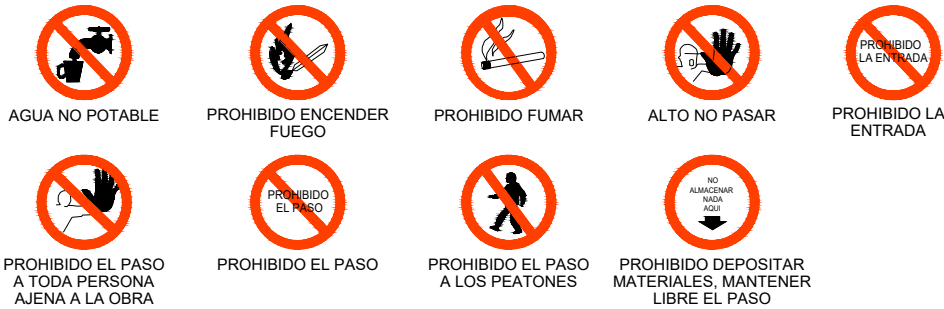 PROHIBIDO
LA ENTRADA
AGUA NO POTABLE
PROHIBIDO ENCENDER
FUEGO
PROHIBIDO FUMAR
ALTO NO PASAR
PROHIBIDO LA
ENTRADA
PROHIBIDO
EL PASO
NO
ALMACENAR
NADA
AQUI
PROHIBIDO EL PASO
A TODA PERSONA
AJENA A LA OBRA
PROHIBIDO EL PASO
PROHIBIDO EL PASO
A LOS PEATONES
PROHIBIDO DEPOSITAR
MATERIALES, MANTENER
LIBRE EL PASO